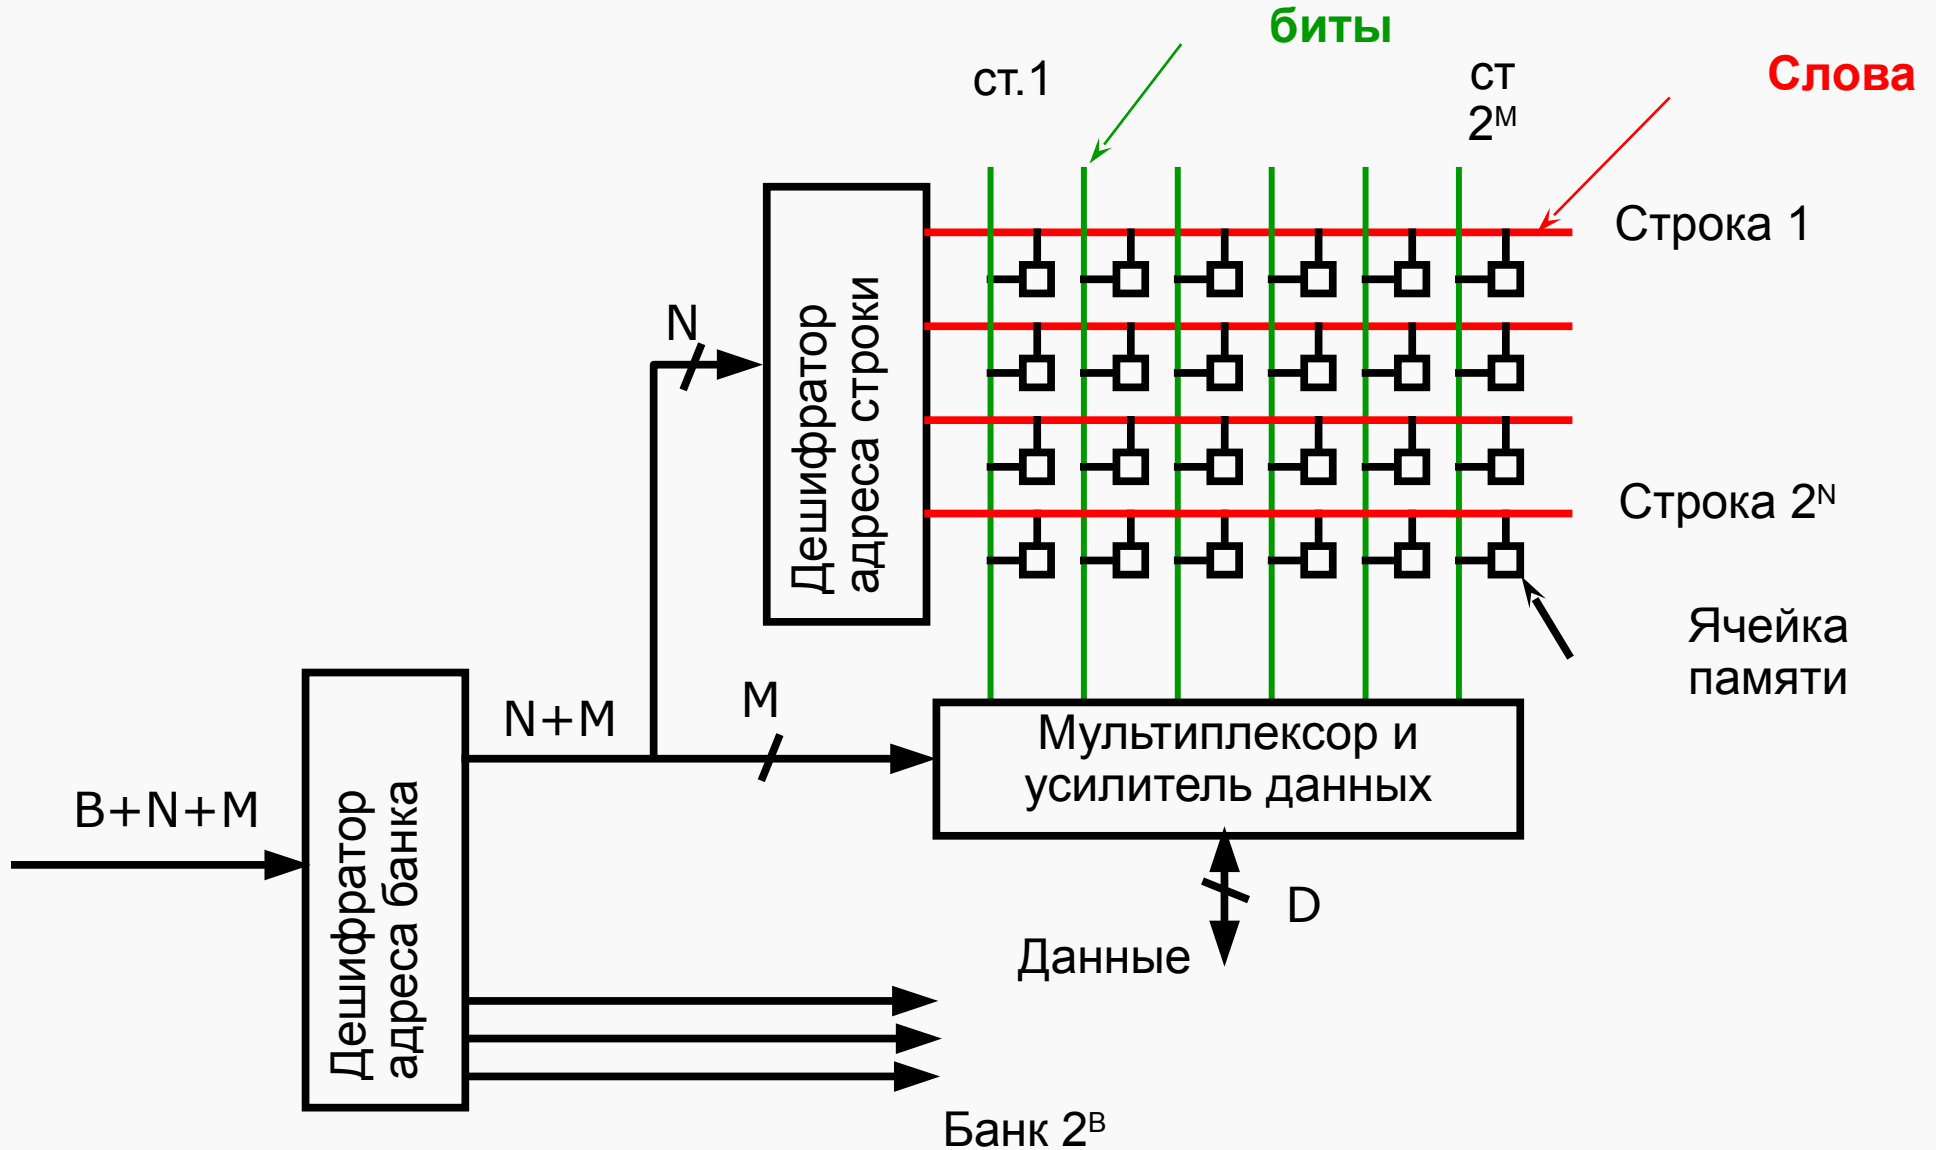 биты
Слова
ст.1
ст
2ᴹ
Строка 1
N
Дешифратор
адреса строки
Строка 2ᴺ
Ячейка
памяти
N+M
M
Мультиплексор и
усилитель данных
B+N+M
Дешифратор
адреса банка
D
Данные
Банк 2ᴮ